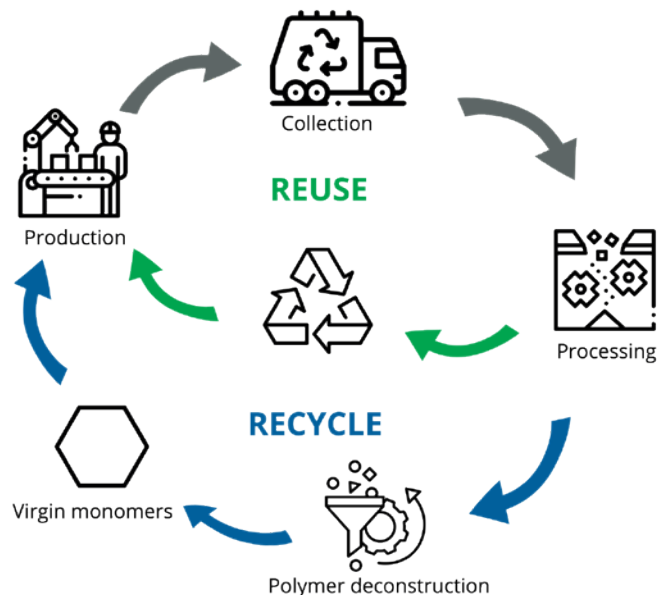 Collection
REUSE
Production
Processing
RECYCLE
Virgin monomers
Polymer deconstruction